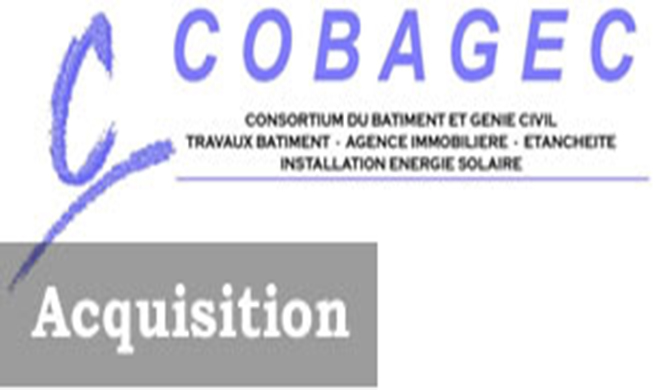 COBAGEC
CONSORTIUM DU BATIMENT ET GENIE CIVIL
TRAVAUX BATIMENT - AGENCE IMMOBILIERE - ETANCHEITE
INSTALLATION ENERGIE SOLAIRE
Acquisition